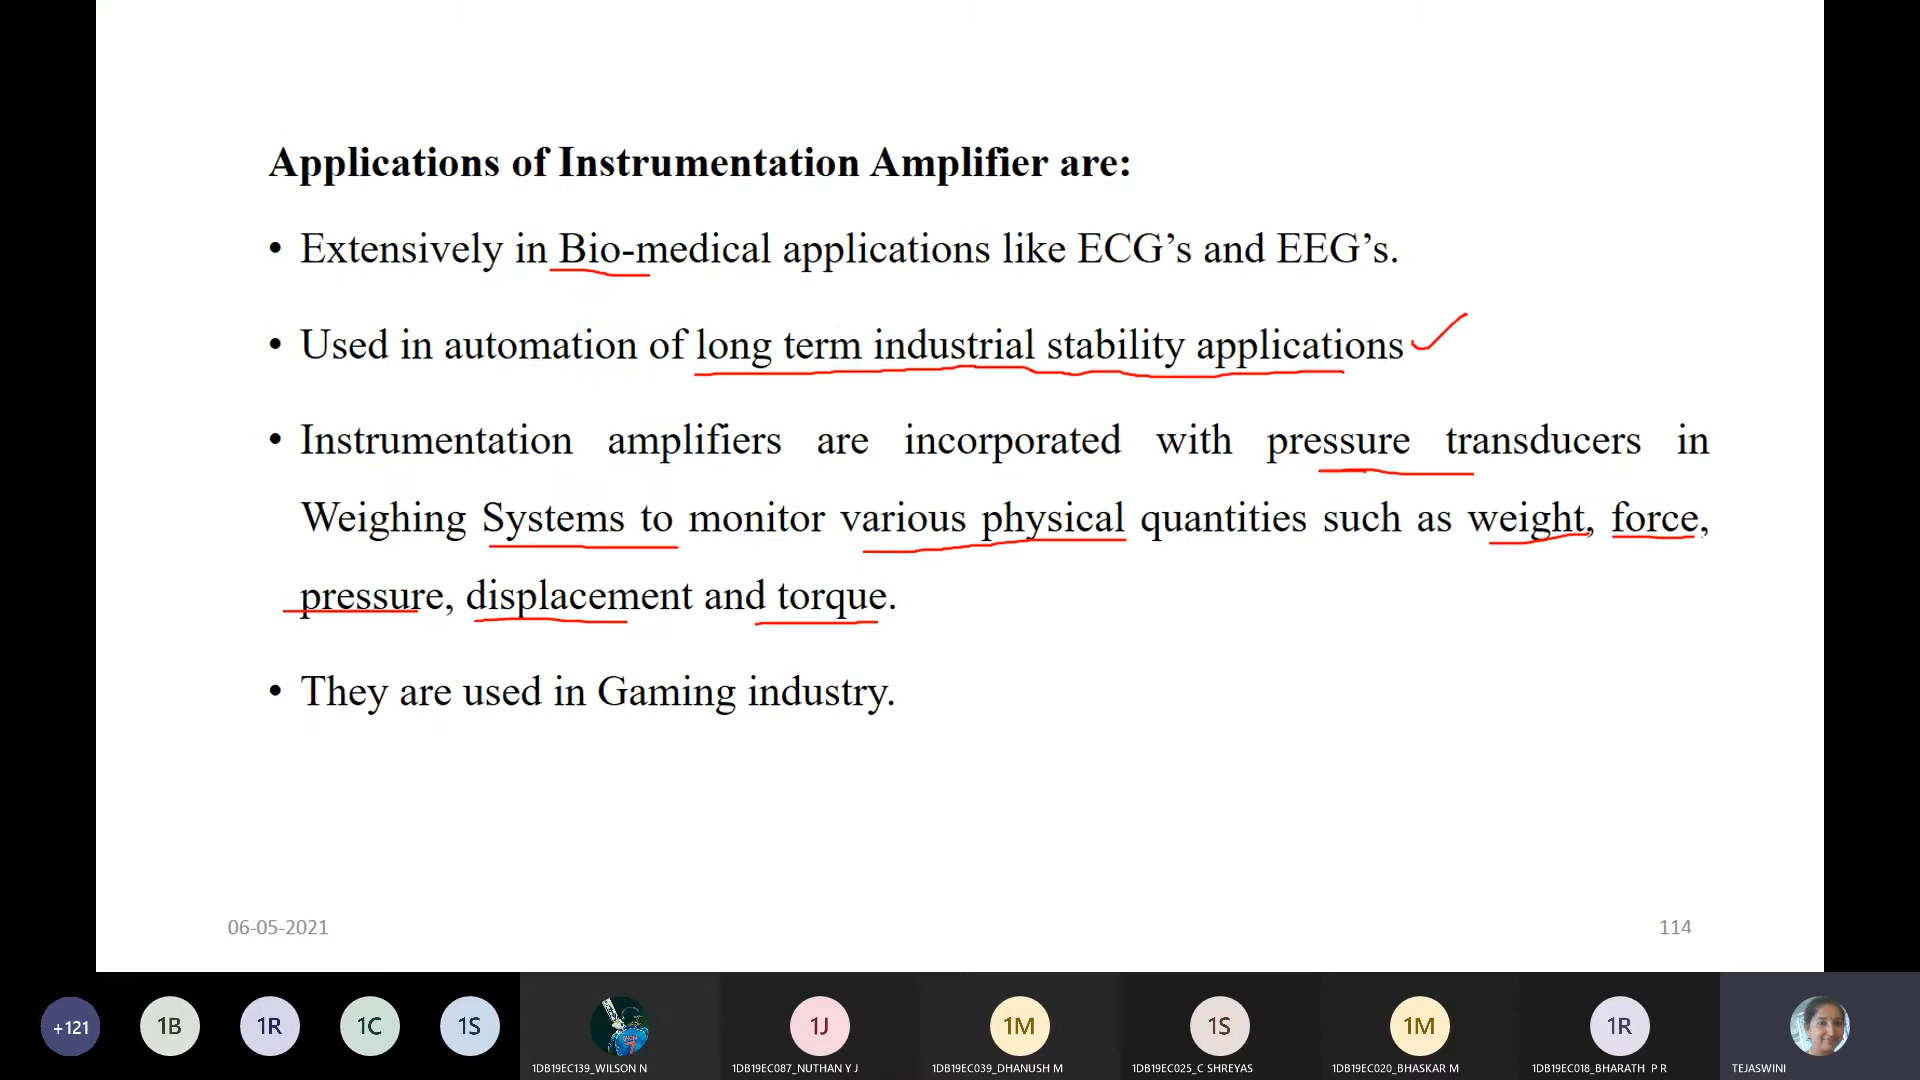 Applications of Instrumentation Amplifier are:
• Extensively in Bio-medical applications like ECG’s and EEG’s.
• Used in automation of long term industrial stability applications
• Instrumentation amplifiers are incorporated with pressure transducers in
Weighing Systems to monitor various physical quantities such as weight, force,
pressure, displacement and torque.
• They are used in Gaming industry.
06-05-2021
114
+121
1B
1R
1C
1S
1J
1M
1S
1M
1R
1DB19EC139_WILSON N
1DB19EC087_NUTHAN Y J
1DB19EC039_DHANUSH M
1DB19EC025_C SHREYAS
1DB19EC020_BHASKAR M
1DB19EC018_BHARATH P R
TEJASWINI